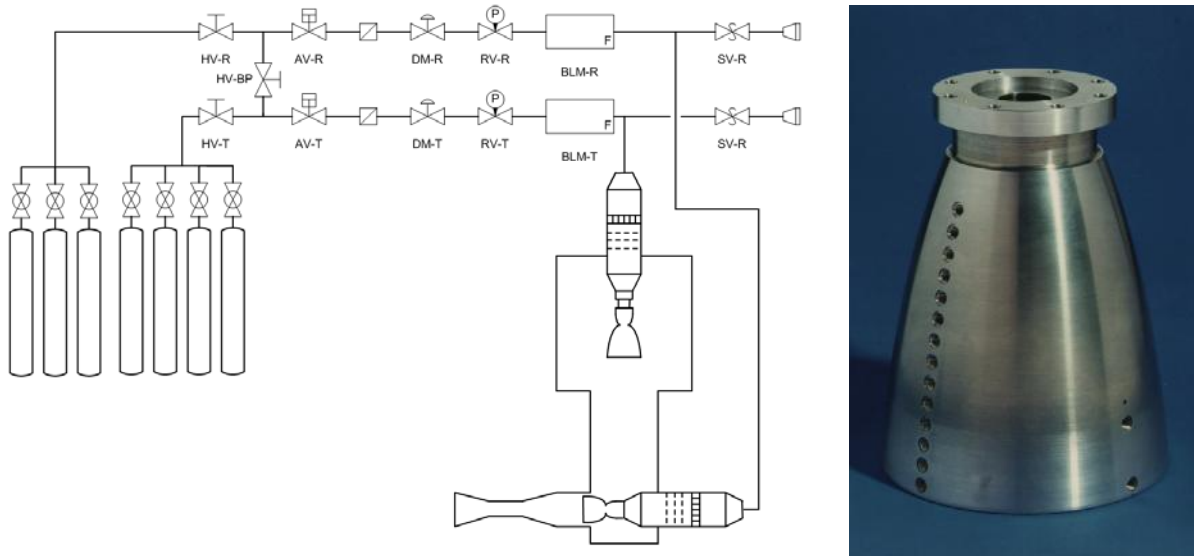 P
P
HV-R
AV-R
DM-R
RV-R
F
BLM-R
SV-R
HV-BP
HV-T
AV-T
DM-T
RV-T
F
BLM-T
SV-R